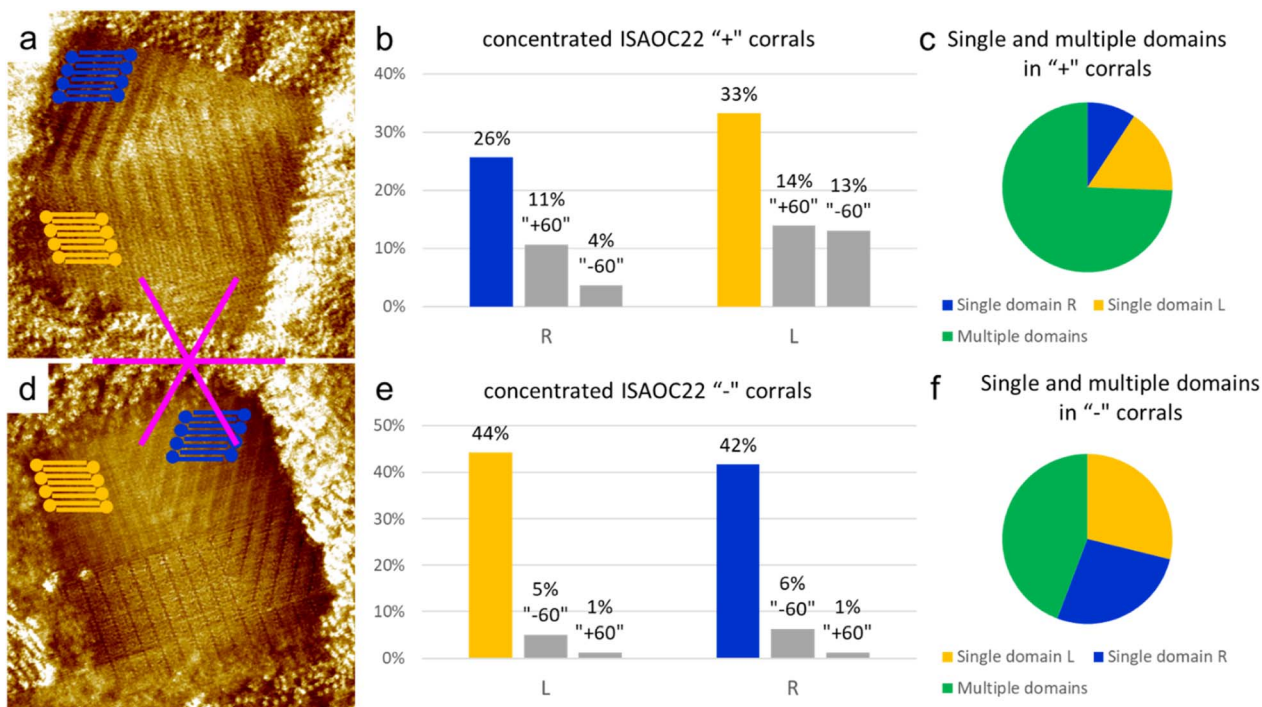 a
b
concentrated ISAOC22 “+" corrals
40%
30%
20%
10%
0%
26%
11%
"+60"
4%
"-60"
33%
14%
"+60"
13%
"-60"
R
L
c
Single and multiple domains
in “+" corrals
Single domain R
Single domain L
Multiple domains
d
e
concentrated ISAOC22 “-" corrals
50%
40%
30%
20%
10%
0%
44%
5%
"-60"
1%
"+60"
42%
6%
"-60"
1%
"+60"
L
R
f
Single and multiple domains
in “-" corrals
Single domain L
Single domain R
Multiple domains